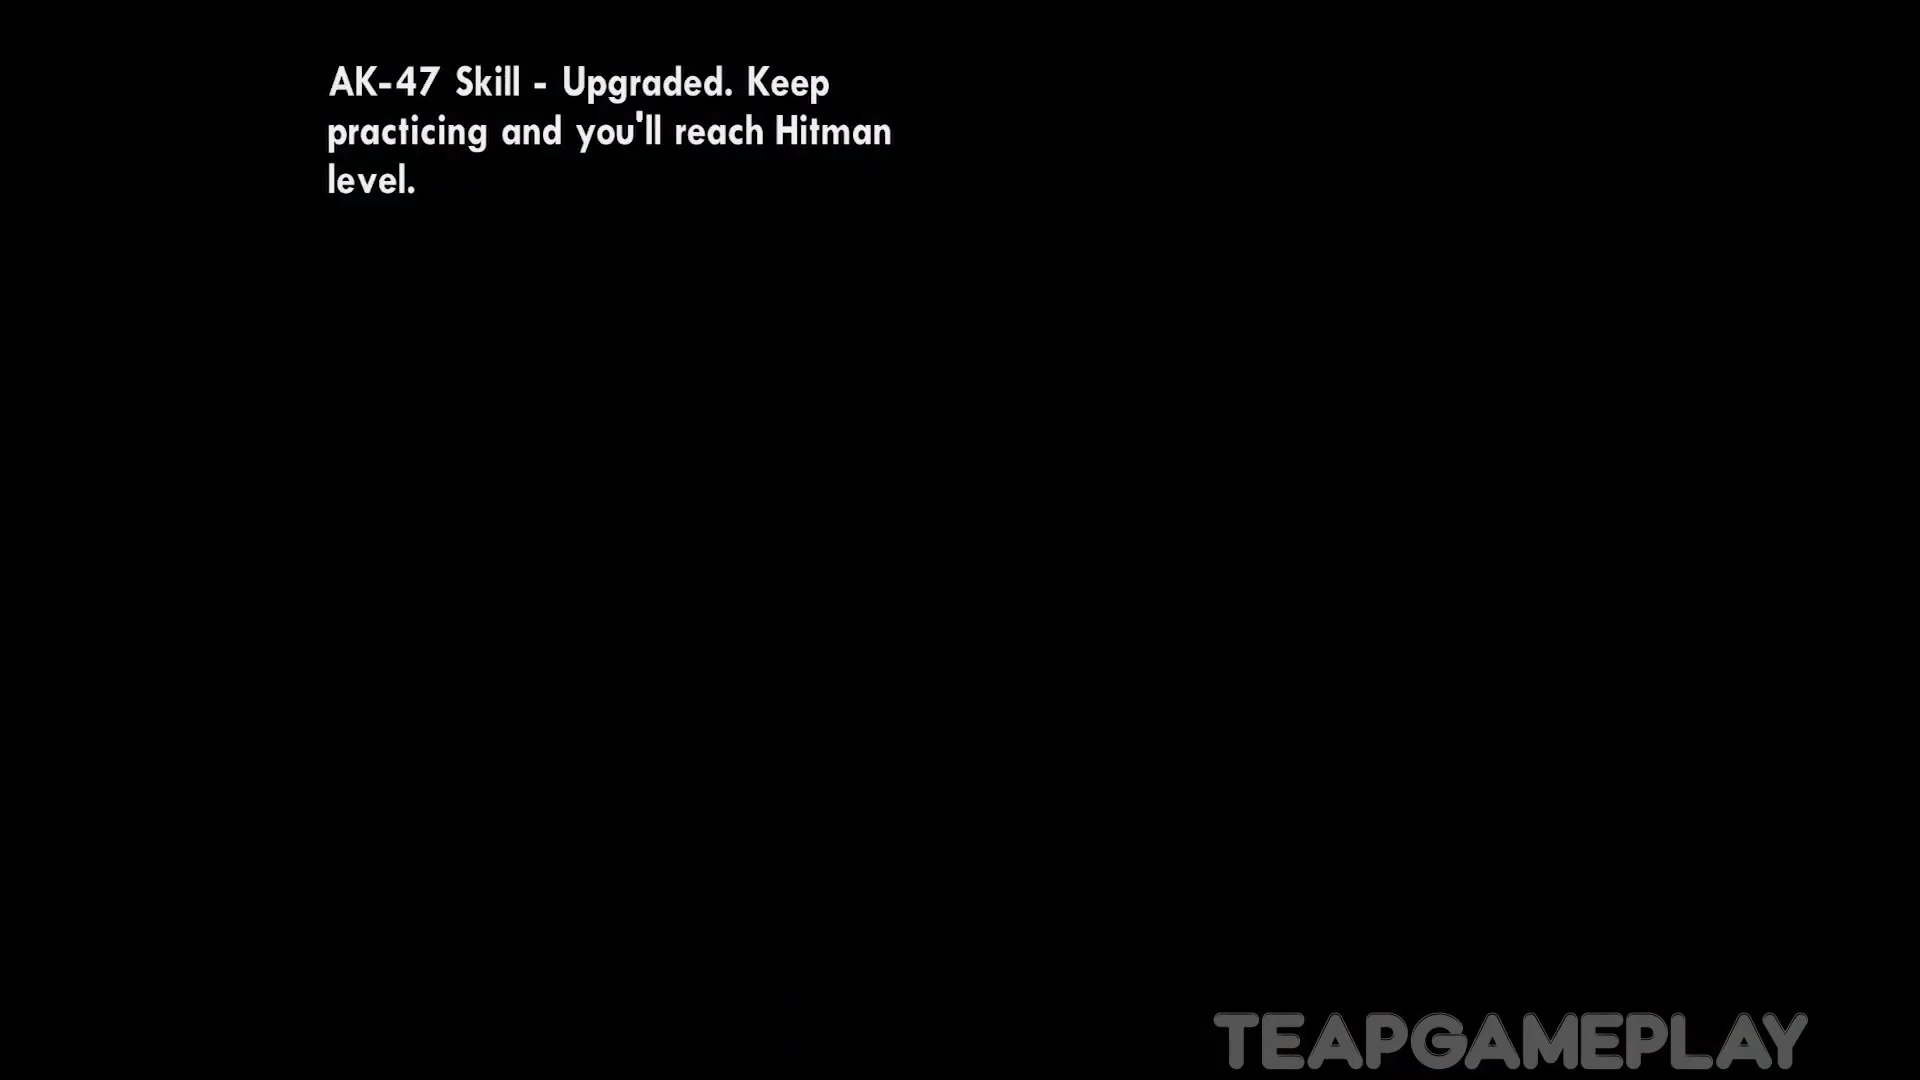 AK-47 Skill - Upgraded. Keep
practicing and you'll reach Hitman
level.
TEAPGAMEPLAY